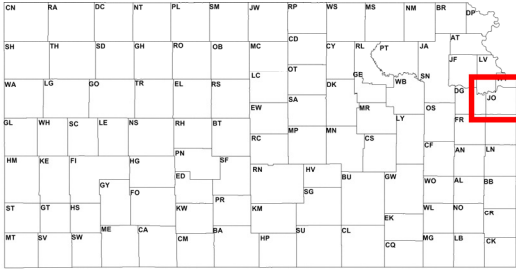 CN RA DC NT PL SM JW RP WS MS NM BR DP
CD AT
SH TH SD GH RO OB MC CY RL PT JA JF LV
OT GE
WA LG GO TR EL RS LC DK WB SN DG JO
SA MR OS
EW LY FR
GL WH SC LE NS RH BT
RC MP MN CS
CF AN LN
HM KE FI HG PN SF
RN HV
ED BU GW WO AL BB
GY SG
FO PR
ST GT HS KW KM WL NO CR
EK
MT SV SW ME CA CM BA HP SU CL CQ MG LB CK